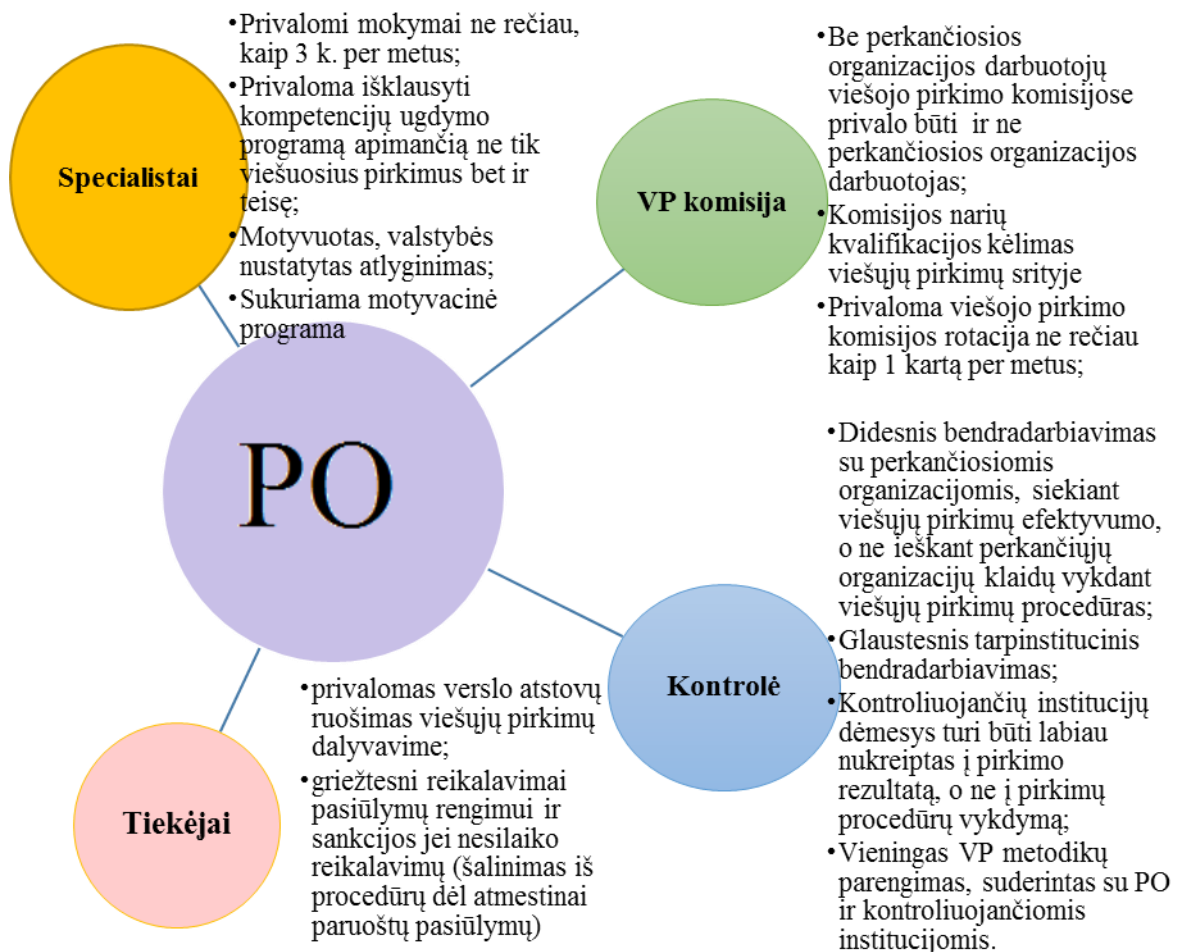 Specialistai
•Privalomi mokymai ne rečiau,
kaip 3 k. per metus;
•Privaloma išklausyti
kompetencijų ugdymo
programą apimančią ne tik
viešuosius pirkimus bet ir
teisę;
•Motyvuotas, valstybės
nustatytas atlyginimas;
•Sukuriama motyvacinė
programa
VP komisija
•Be perkančiosios
organizacijos darbuotojų
viešojo pirkimo komisijose
privalo būti ir ne
perkančiosios organizacijos
darbuotojas;
•Komisijos narių
kvalifikacijos kėlimas
viešųjų pirkimų srityje
•Privaloma viešojo pirkimo
komisijos rotacija ne rečiau
kaip 1 kartą per metus;
PO
Kontrolė
•Didesnis bendradarbiavimas
su perkančiosiomis
organizacijomis, siekiant
viešųjų pirkimų efektyvumo,
o ne ieškant perkančiųjų
organizacijų klaidų vykdant
viešųjų pirkimų procedūras;
•Glaustesnis tarpinstitucinis
bendradarbiavimas;
•Kontroliuojančių institucijų
dėmesys turi būti labiau
nukreiptas į pirkimo
rezultatą, o ne į pirkimų
procedūrų vykdymą;
•Vieningas VP metodikų
parengimas, suderintas su PO
ir kontroliuojančiomis
institucijomis.
Tiekėjai
•privalomas verslo atstovų
ruošimas viešųjų pirkimų
dalyvavime;
•griežtesni reikalavimai
pasiūlymų rengimui ir
sankcijos jei nesilaiko
reikalavimų (šalinimas iš
procedūrų dėl atmestinai
paruoštų pasiūlymų)